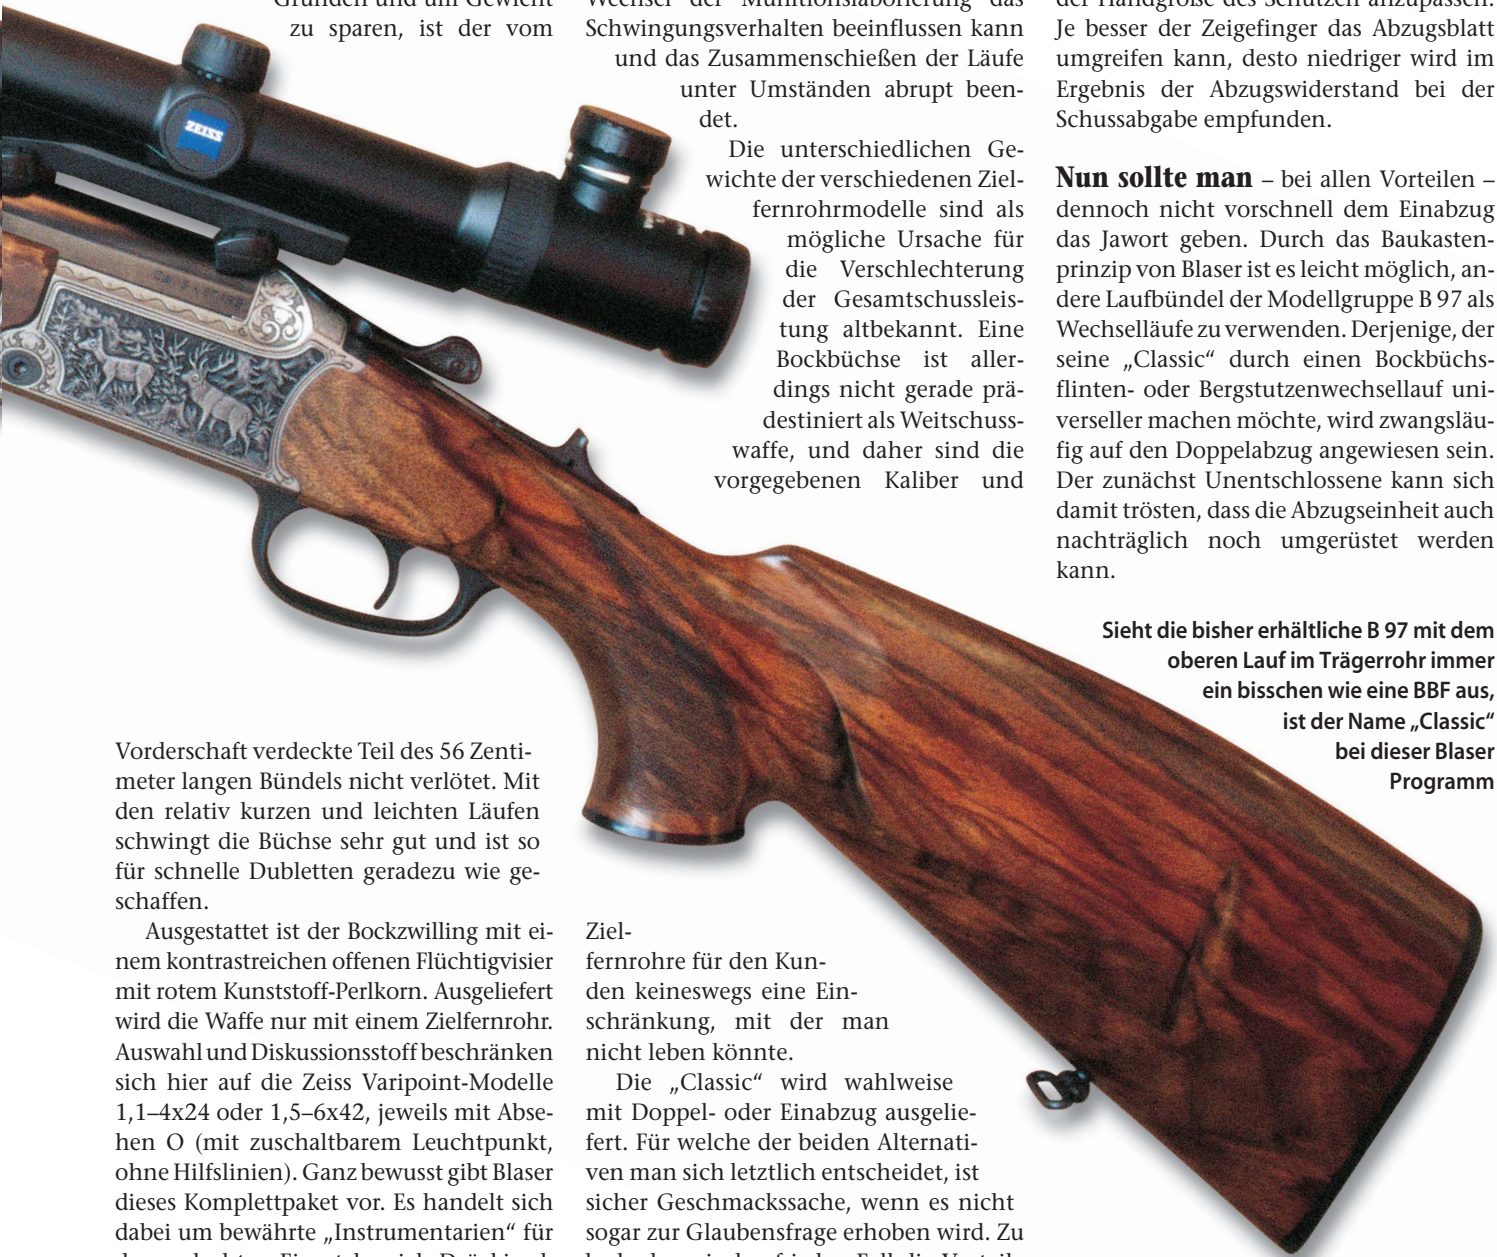 Gründen und um Gewicht
zu sparen, ist der vom
Vorderschaft verdeckte Teil des 56 Zenti-
meter langen Bündels nicht verlötet. Mit
den relativ kurzen und leichten Läufen
schwingt die Büchse sehr gut und ist so
für schnelle Dubletten geradezu wie ge-
schaffen.
Ausgestattet ist der Bockzwilling mit ei-
nem kontrastreichen offenen Flüchtigvisier
mit rotem Kunststoff-Perlkorn. Ausgeliefert
wird die Waffe nur mit einem Zielfernrohr.
Auswahl und Diskussionsstoff beschränken
sich hier auf die Zeiss Varipoint-Modelle
1,1–4x24 oder 1,5–6x42, jeweils mit Abse-
hen O (mit zuschaltbarem Leuchtpunkt,
ohne Hilfslinien). Ganz bewusst gibt Blaser
dieses Komplettpaket vor. Es handelt sich
dabei um bewährte „Instrumentarien“ für
Wechsel der Munitionslaborierung das
Schwingungsverhalten beeinflussen kann
und das Zusammenschießen der Läufe
unter Umständen abrupt been-
det.
Die unterschiedlichen Ge-
wichte der verschiedenen Ziel-
fernrohrmodelle sind als
mögliche Ursache für
die Verschlechterung
der Gesamtschussleis-
tung altbekannt. Eine
Bockbüchse ist aller-
dings nicht gerade prä-
destiniert als Weitschuss-
waffe, und daher sind die
vorgegebenen Kaliber und
Ziel-
fernrohre für den Kun-
den keineswegs eine Ein-
schränkung, mit der man
nicht leben könnte.
Die „Classic“ wird wahlweise
mit Doppel- oder Einabzug ausgelie-
fert. Für welche der beiden Alternati-
ven man sich letztlich entscheidet, ist
sicher Geschmackssache, wenn es nicht
sogar zur Glaubensfrage erhoben wird. Zu
der Handgröße des Schützen anzupassen.
Je besser der Zeigefinger das Abzugsblatt
umgreifen kann, desto niedriger wird im
Ergebnis der Abzugswiderstand bei der
Schussabgabe empfunden.
Nun sollte man – bei allen Vorteilen –
dennoch nicht vorschnell dem Einabzug
das Jawort geben. Durch das Baukasten-
prinzip von Blaser ist es leicht möglich, an-
dere Laufbündel der Modellgruppe B 97 als
Wechselläufe zu verwenden. Derjenige, der
seine „Classic“ durch einen Bockbüchs-
flinten- oder Bergstutzenwechsellauf uni-
verseller machen möchte, wird zwangsläu-
fig auf den Doppelabzug angewiesen sein.
Der zunächst Unentschlossene kann sich
damit trösten, dass die Abzugseinheit auch
nachträglich noch umgerüstet werden
kann.
Sieht die bisher erhältliche B 97 mit dem
oberen Lauf im Trägerrohr immer
ein bisschen wie eine BBF aus,
ist der Name „Classic“
bei dieser Blaser
Programm
ZEISS